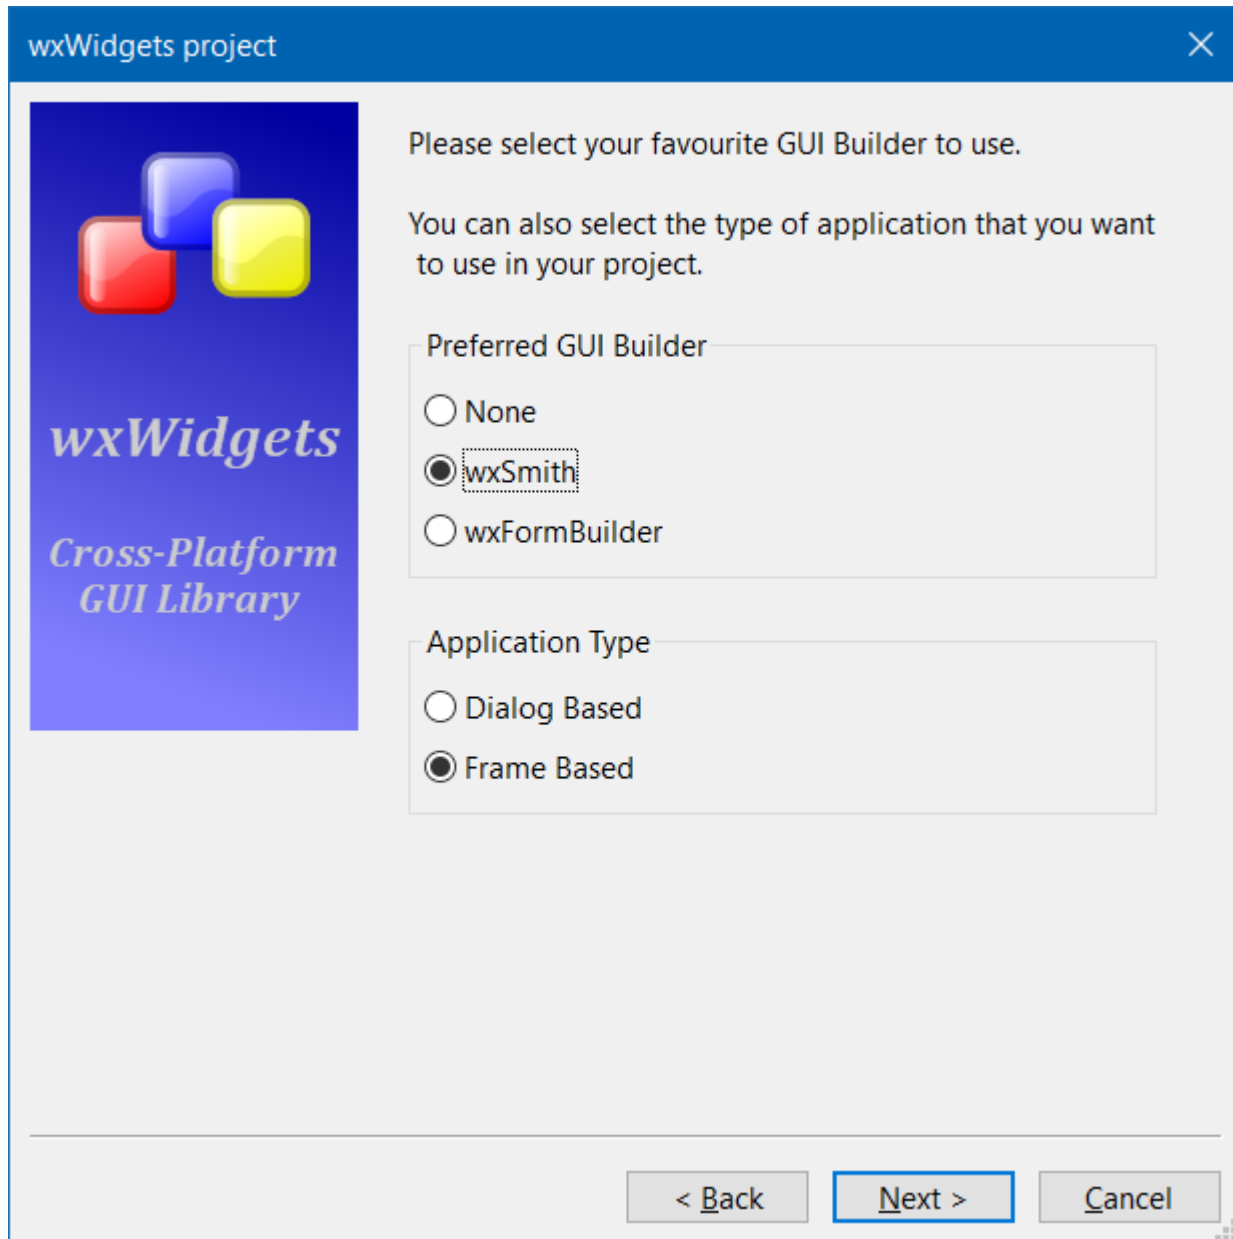 wxWidgets project
wxWidgets
Cross-Platform
GUI Library
Please select your favourite GUI Builder to use.
You can also select the type of application that you want
to use in your project.
Preferred GUI Builder
None
wxSmith
wxFormBuilder
Application Type
Dialog Based
Frame Based
< Back
Next >
Cancel